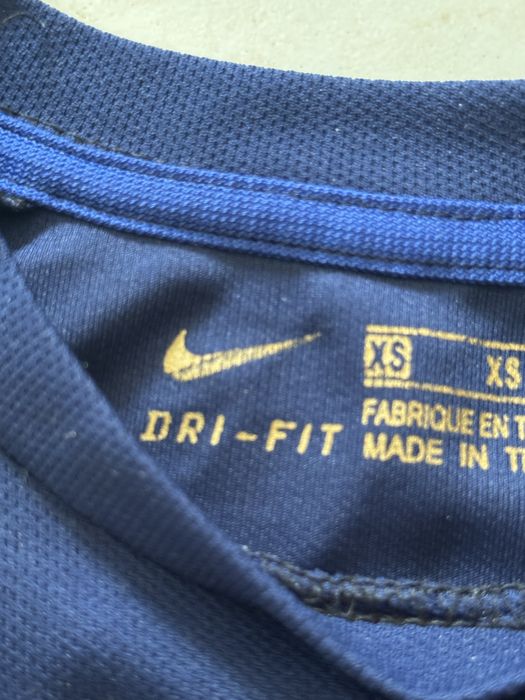 XS XS
DRI-FIT
FABRIQUE EN T
MADE IN T